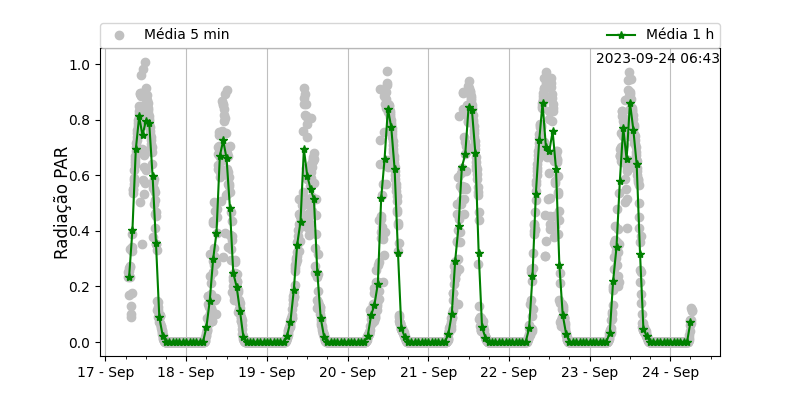 Média 5 min
Média 1 h
2023-09-24 06:43
Radiação PAR
1.0
0.8
0.6
0.4
0.2
0.0
17 - Sep
18 - Sep
19 - Sep
20 - Sep
21 - Sep
22 - Sep
23 - Sep
24 - Sep